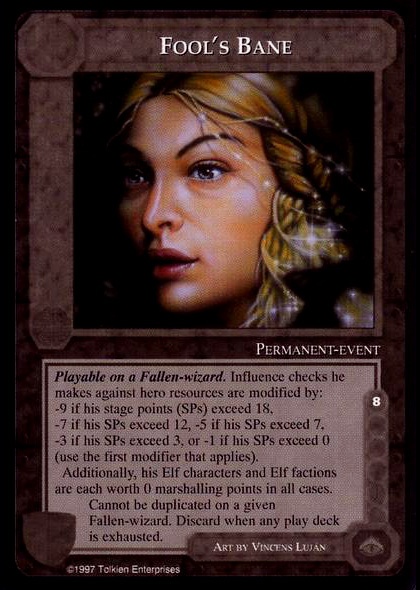 FOOL'S BANE
PERMANENT-EVENT
Playable on a Fallen-wizard. Influence checks he
makes against hero resources are modified by:
-9 if his stage points (SPs) exceed 18,
-7 if his SPs exceed 12, -5 if his SPs exceed 7,
-3 if his SPs exceed 3, or -1 if his SPs exceed 0
(use the first modifier that applies).
Additionally, his Elf characters and Elf factions
are each worth 0 marshalling points in all cases.
Cannot be duplicated on a given
Fallen-wizard. Discard when any play deck
is exhausted.
8
ART BY VINCENS LUJAN
©1997 Tolkien Enterprises